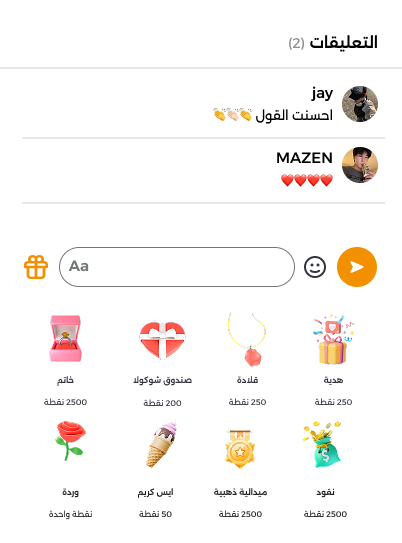 التعليقات (2)
jay
احسنت القول 👏👏🏻👏
MAZEN
❤️❤️❤️❤️
Aa
هدية
250 نقطة
قلادة
250 نقطة
صندوق شوكولا
200 نقطة
خاتم
2500 نقطة
نقود
2500 نقطة
ميدالية ذهبية
2500 نقطة
ايس كريم
50 نقطة
وردة
نقطة واحدة